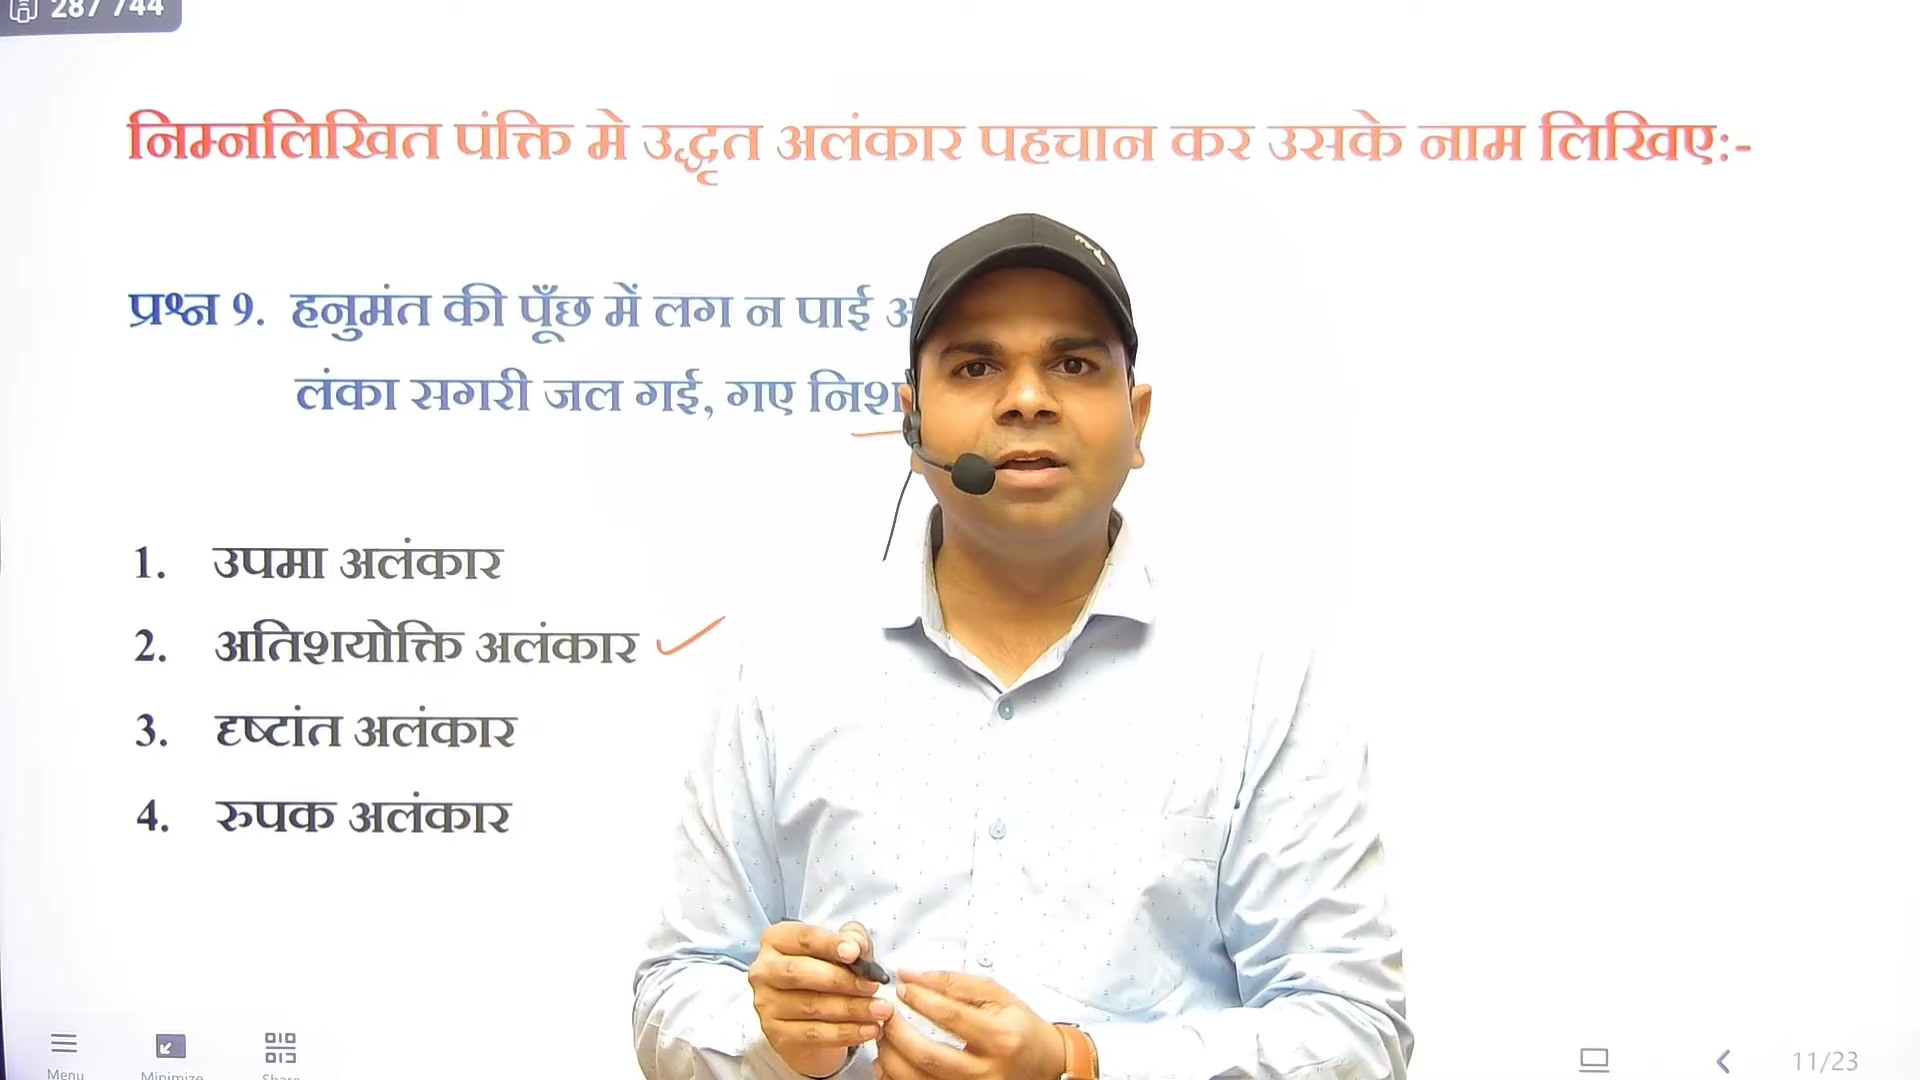 287 / 744
निम्नलिखित पंक्ति मे उद्धृत अलंकार पहचान कर उसके नाम लिखिए:-
प्रश्न 9. हनुमंत की पूँछ में लग न पाई
लंका सगरी जल गई, गए
1. उपमा अलंकार
2. अतिशयोक्ति अलंकार
3. दृष्टांत अलंकार
4. रुपक अलंकार
Menu Minimize Share 11/23